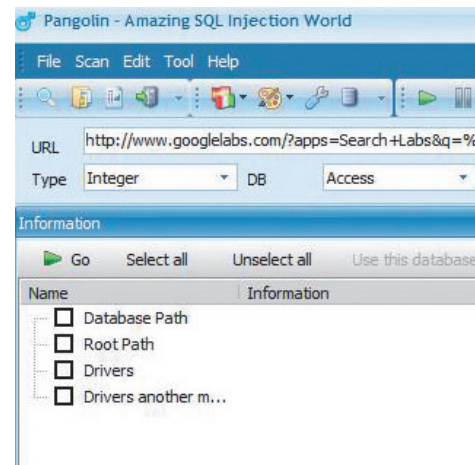 Pangolin - Amazing SQL Injection World
File Scan Edit Tool Help
URL http://www.googlelabs.com/?apps=Search+Labs&q=%
Type Integer DB Access
Information
Go Select all Unselect all Use this database
Name Information
Database Path
Root Path
Drivers
Drivers another m...